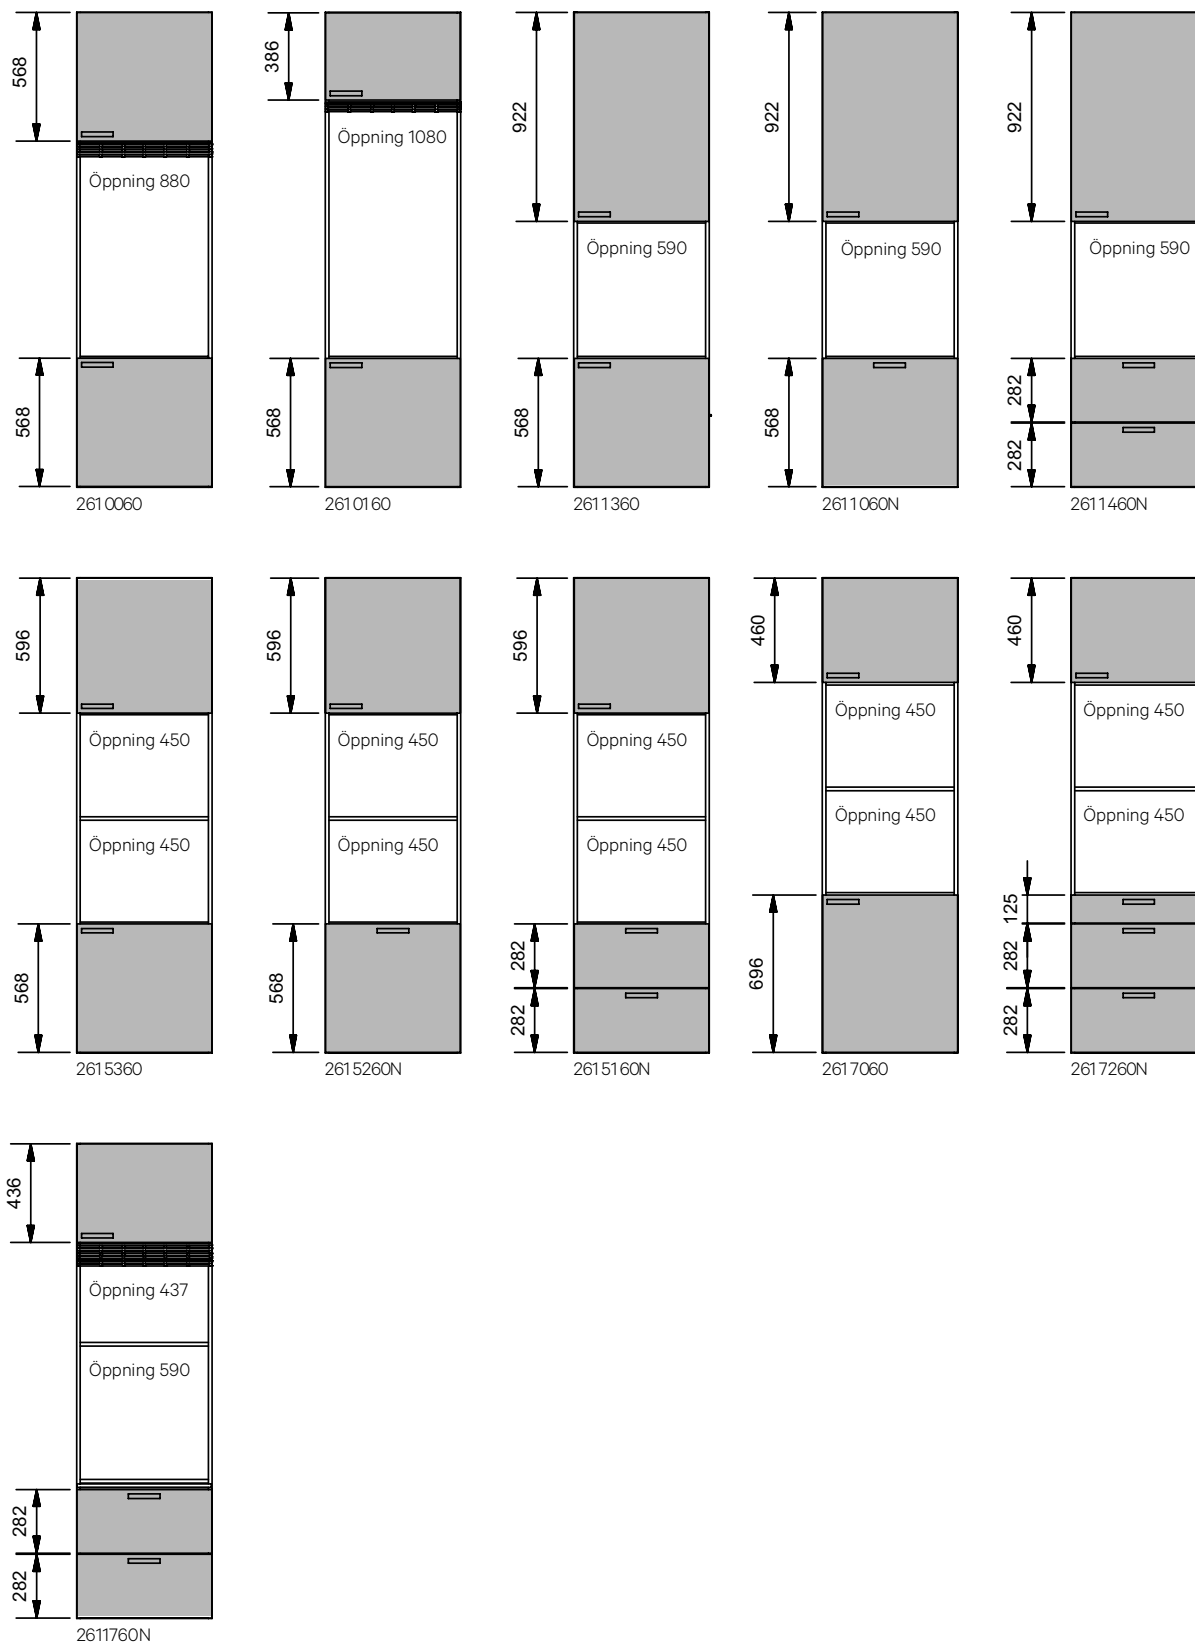 568
386
922
922
922
Öppning 880
Öppning 1080
Öppning 590
Öppning 590
Öppning 590
568
568
568
568
282
282
2610060
2610160
2611360
2611060N
2611460N
596
596
596
460
460
Öppning 450
Öppning 450
Öppning 450
Öppning 450
Öppning 450
Öppning 450
Öppning 450
Öppning 450
Öppning 450
Öppning 450
568
568
282
282
696
125
282
282
2615360
2615260N
2615160N
2617060
2617260N
436
Öppning 437
Öppning 590
282
282
2611760N